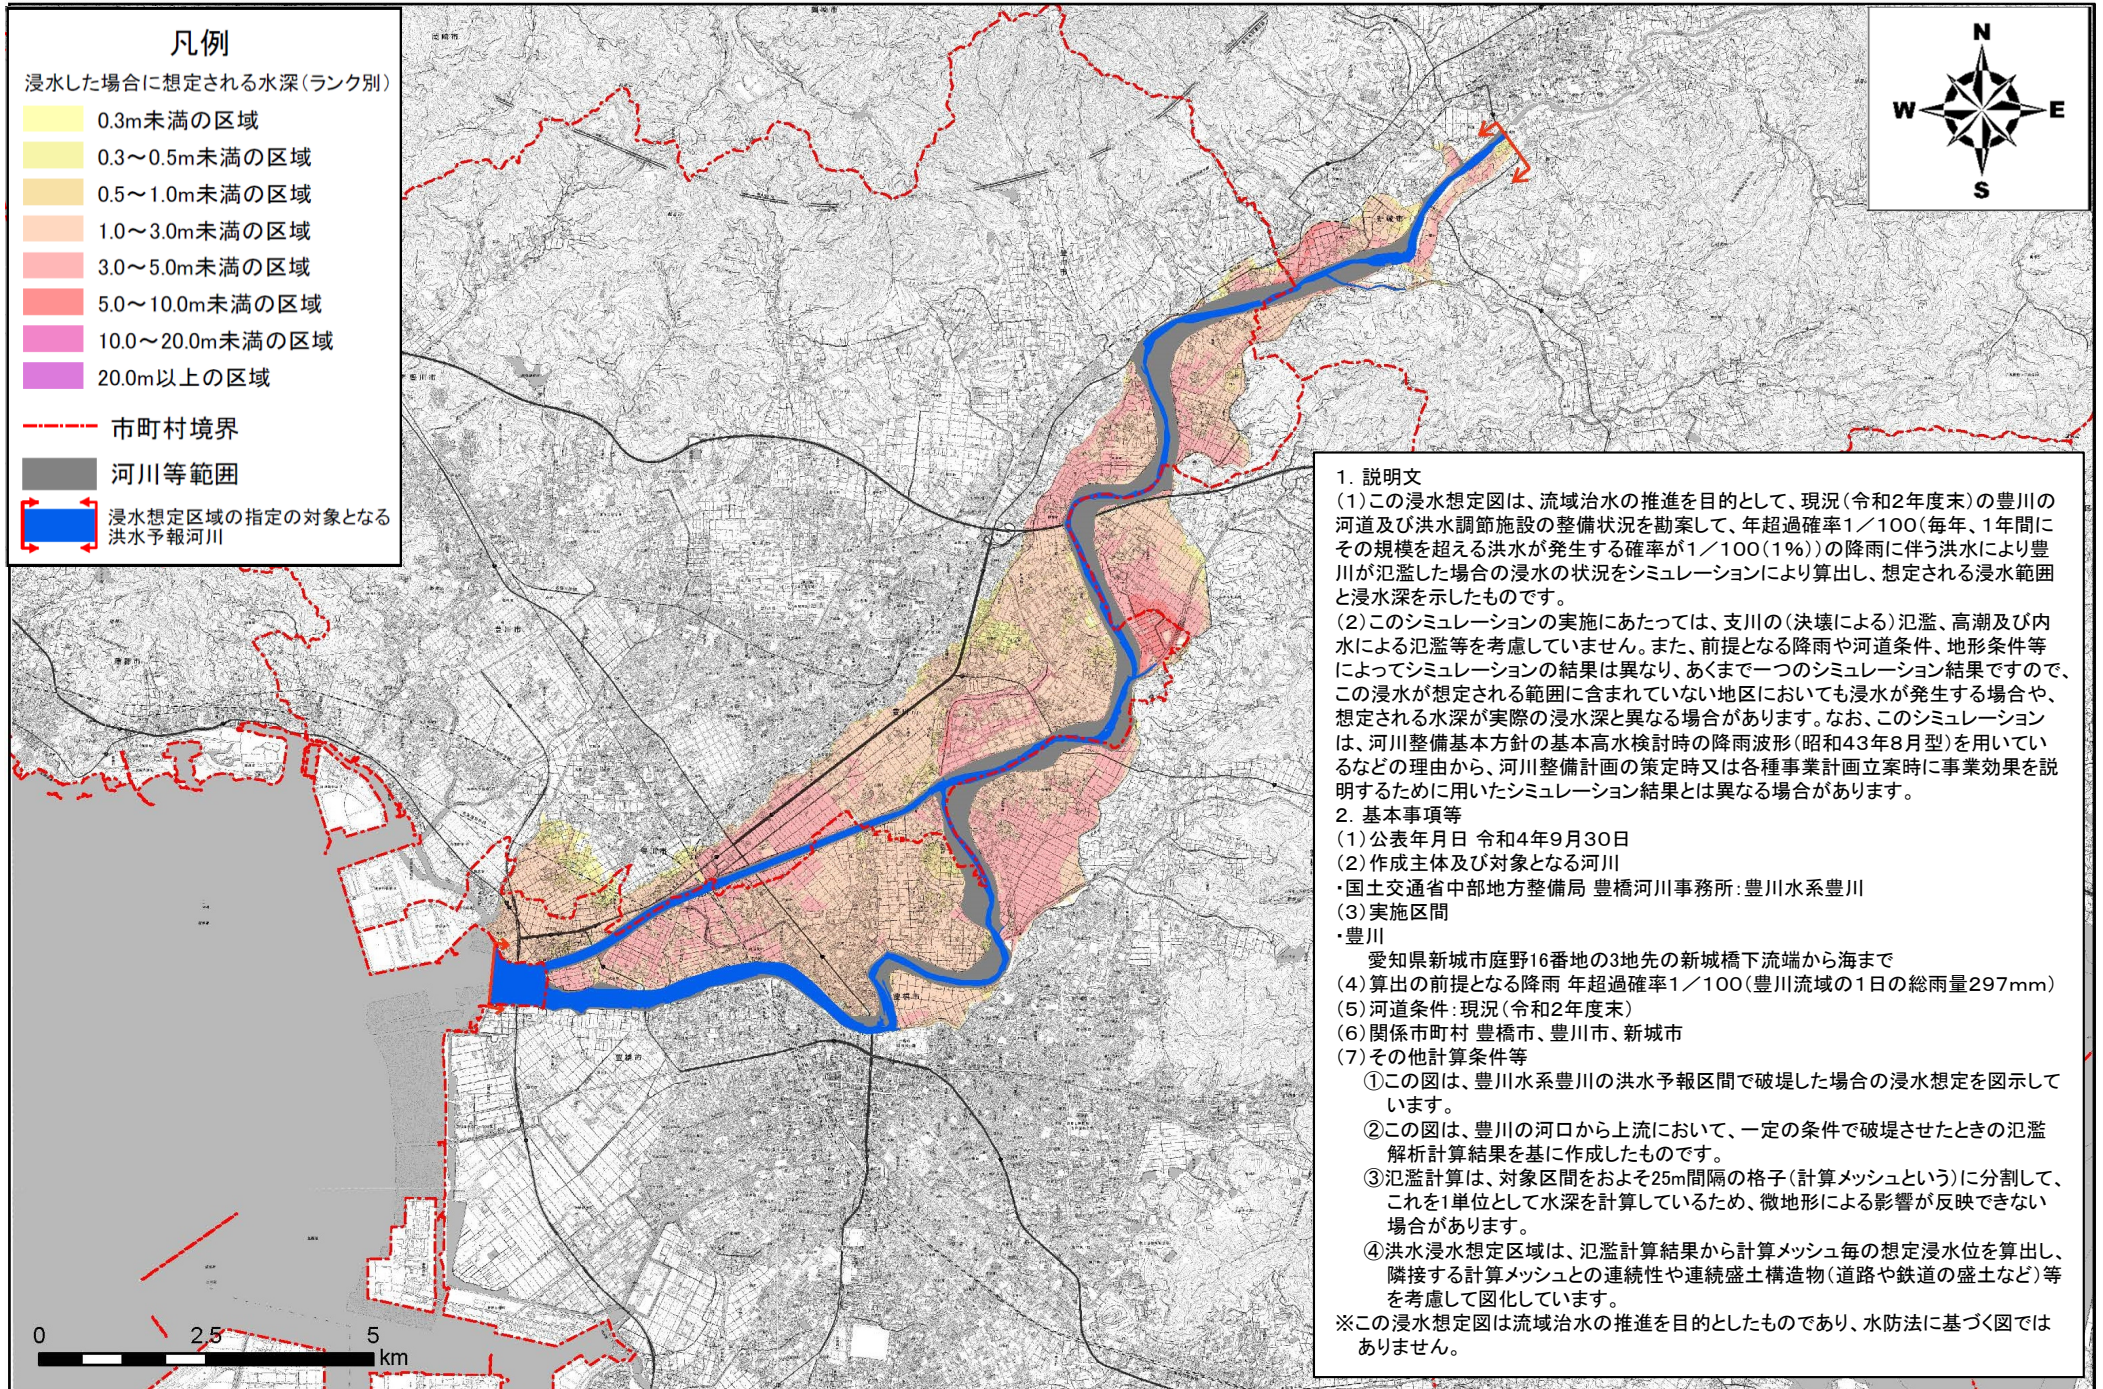 凡例
浸水した場合に想定される水深(ランク別)
0.3m未満の区域
0.3～0.5m未満の区域
0.5～1.0m未満の区域
1.0～3.0m未満の区域
3.0～5.0m未満の区域
5.0～10.0m未満の区域
10.0～20.0m未満の区域
20.0m以上の区域
市町村境界
河川等範囲
浸水想定区域の指定の対象となる
洪水予報河川
N
W
E
S
豊川市
豊川市
豊川市
豊橋市
豊橋市
新城市
1. 説明文
(1)この浸水想定図は、流域治水の推進を目的として、現況(令和2年度末)の豊川の
河道及び洪水調節施設の整備状況を勘案して、年超過確率1／100(毎年、1年間に
その規模を超える洪水が発生する確率が1／100(1%))の降雨に伴う洪水により豊
川が氾濫した場合の浸水の状況をシミュレーションにより算出し、想定される浸水範囲
と浸水深を示したものです。
(2)このシミュレーションの実施にあたっては、支川の(決壊による)氾濫、高潮及び内
水による氾濫等を考慮していません。また、前提となる降雨や河道条件、地形条件等
によってシミュレーションの結果は異なり、あくまで一つのシミュレーション結果ですので、
この浸水が想定される範囲に含まれていない地区においても浸水が発生する場合や、
想定される水深が実際の浸水深と異なる場合があります。なお、このシミュレーション
は、河川整備基本方針の基本高水検討時の降雨波形(昭和43年8月型)を用いてい
るなどの理由から、河川整備計画の策定時又は各種事業計画立案時に事業効果を説
明するために用いたシミュレーション結果とは異なる場合があります。
2. 基本事項等
(1)公表年月日 令和4年9月30日
(2)作成主体及び対象となる河川
・国土交通省中部地方整備局 豊橋河川事務所:豊川水系豊川
(3)実施区間
・豊川
愛知県新城市庭野16番地の3地先の新城橋下流端から海まで
(4)算出の前提となる降雨 年超過確率1／100(豊川流域の1日の総雨量297mm)
(5)河道条件:現況(令和2年度末)
(6)関係市町村 豊橋市、豊川市、新城市
(7)その他計算条件等
①この図は、豊川水系豊川の洪水予報区間で破堤した場合の浸水想定を図示して
います。
②この図は、豊川の河口から上流において、一定の条件で破堤させたときの氾濫
解析計算結果を基に作成したものです。
③氾濫計算は、対象区間をおよそ25m間隔の格子(計算メッシュという)に分割して、
これを1単位として水深を計算しているため、微地形による影響が反映できない
場合があります。
④洪水浸水想定区域は、氾濫計算結果から計算メッシュ毎の想定浸水位を算出し、
隣接する計算メッシュとの連続性や連続盛土構造物(道路や鉄道の盛土など)等
を考慮して図化しています。
※この浸水想定図は流域治水の推進を目的としたものであり、水防法に基づく図では
ありません。
0 2.5 5
km